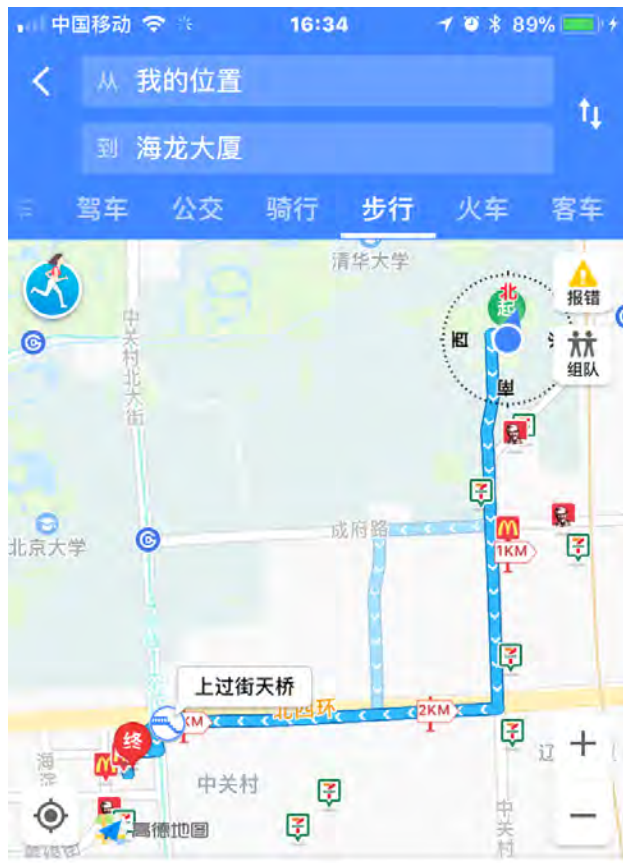 中国移动 16:34 89%
从 我的位置
到 海龙大厦
驾车 公交 骑行 步行 火车 客车
清华大学
报错
北
起
西
组队
南
中关村北大街
成府路
北京大学
1KM
上过街天桥
北四环
KM
2KM
终
中关村
中关村
高德地图